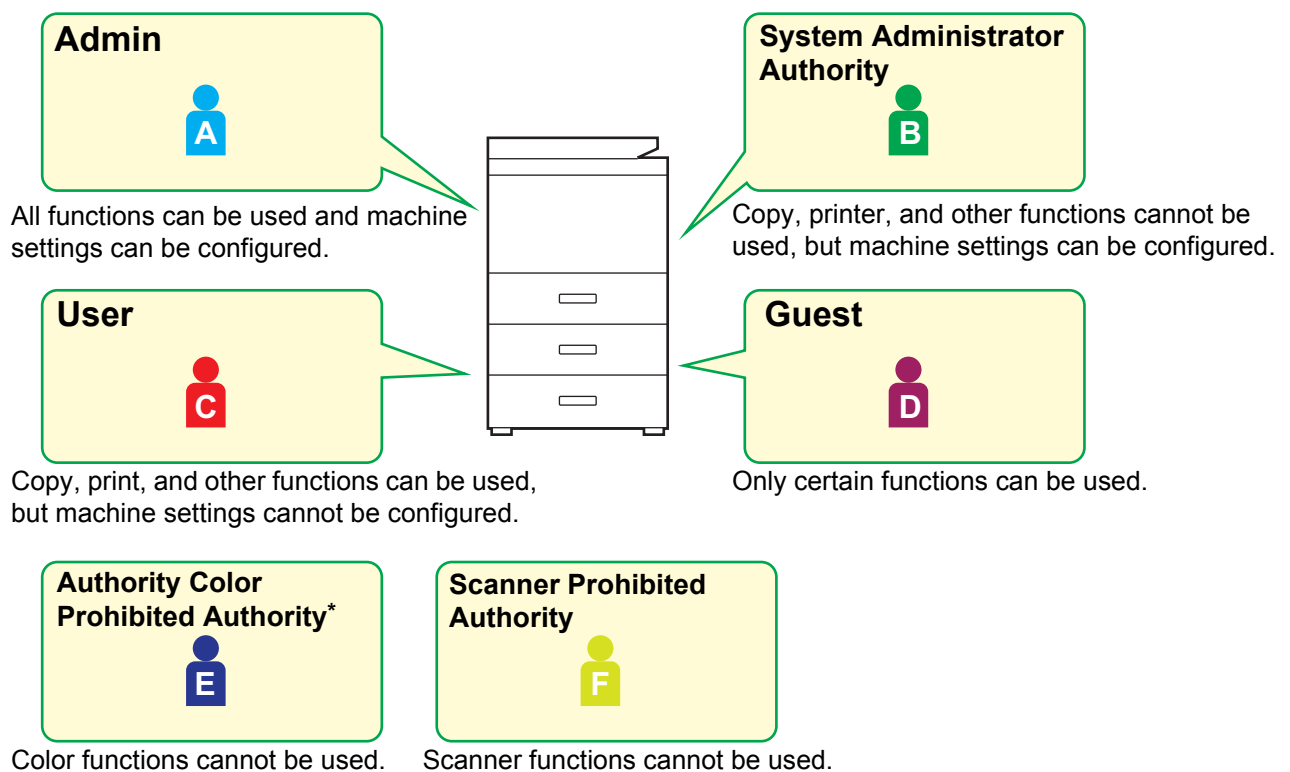 Admin
A
All functions can be used and machine
settings can be configured.
System Administrator
Authority
B
Copy, printer, and other functions cannot be
used, but machine settings can be configured.
User
C
Copy, print, and other functions can be used,
but machine settings cannot be configured.
Guest
D
Only certain functions can be used.
Authority Color
Prohibited Authority*
E
Color functions cannot be used.
Scanner Prohibited
Authority
F
Scanner functions cannot be used.